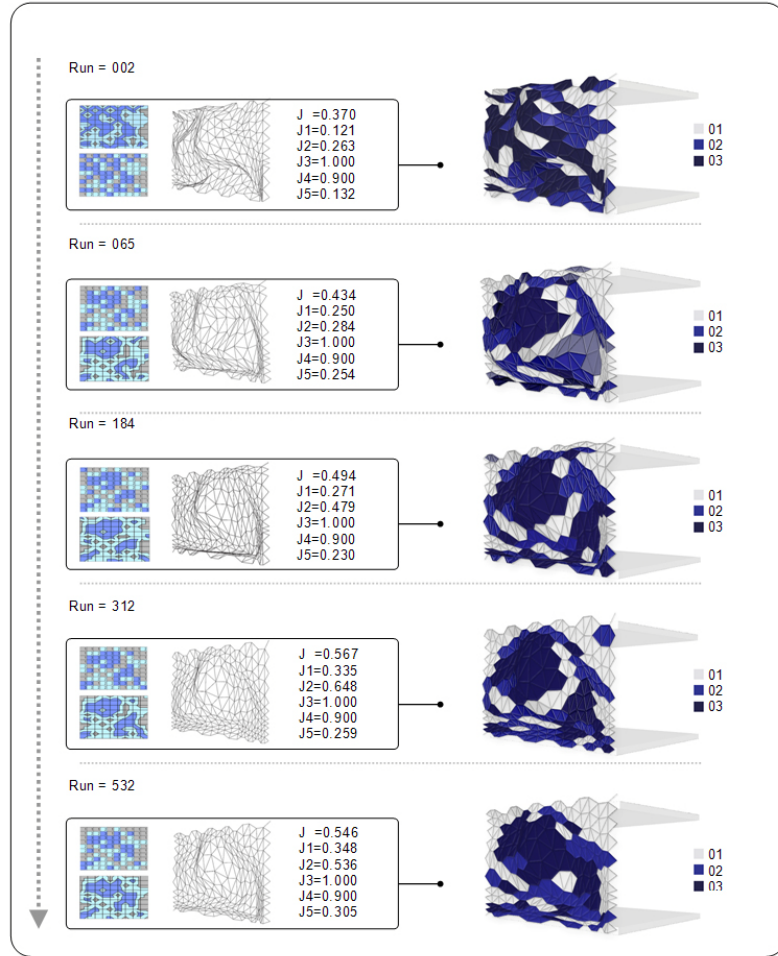 Run = 002
J =0.370
J1=0.121
J2=0.263
J3=1.000
J4=0.900
J5=0.132
01
02
03
Run = 065
J =0.434
J1=0.250
J2=0.284
J3=1.000
J4=0.900
J5=0.254
01
02
03
Run = 184
J =0.494
J1=0.271
J2=0.479
J3=1.000
J4=0.900
J5=0.230
01
02
03
Run = 312
J =0.567
J1=0.335
J2=0.648
J3=1.000
J4=0.900
J5=0.259
01
02
03
Run = 532
J =0.546
J1=0.348
J2=0.536
J3=1.000
J4=0.900
J5=0.305
01
02
03